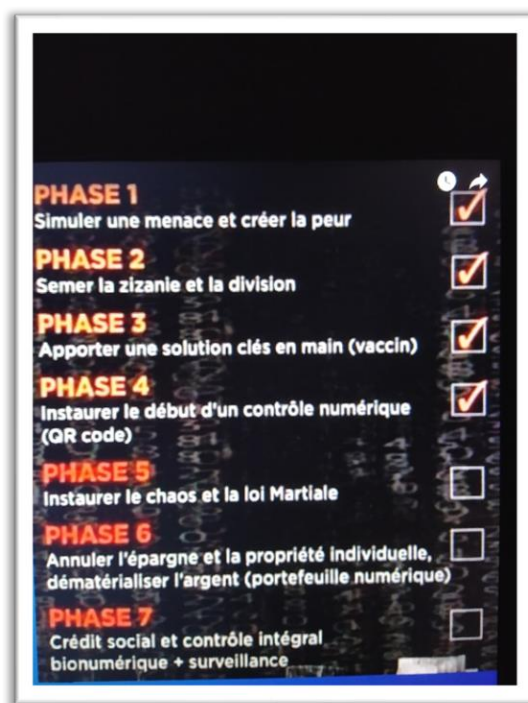 PHASE 1
Simuler une menace et créer la peur
PHASE 2
Semer la zizanie et la division
PHASE 3
Apporter une solution clés en main (vaccin)
PHASE 4
Instaurer le début d'un contrôle numérique
(QR code)
PHASE 5
Instaurer le chaos et la loi Martiale
PHASE 6
Annuler l'épargne et la propriété individuelle,
dématérialiser l'argent (portefeuille numérique)
PHASE 7
Crédit social et contrôle intégral
bionumérique + surveillance